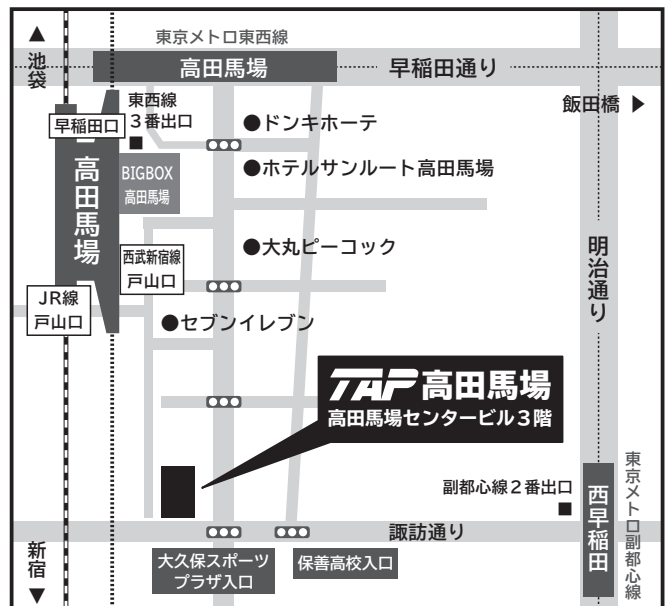 ▲
池袋
東京メトロ東西線
高田馬場
早稲田通り
飯田橋 ▶
東西線
3番出口
■
早稲田口
高田馬場
BIGBOX
高田馬場
●ドンキホーテ
●ホテルサンルート高田馬場
●大丸ピーコック
西武新宿線
戸山口
JR線
戸山口
●セブンイレブン
明治通り
TAP 高田馬場
高田馬場センタービル3階
副都心線2番出口
■
西早稲田
東京メトロ副都心線
諏訪通り
大久保スポーツ
プラザ入口
保善高校入口
新宿
▼